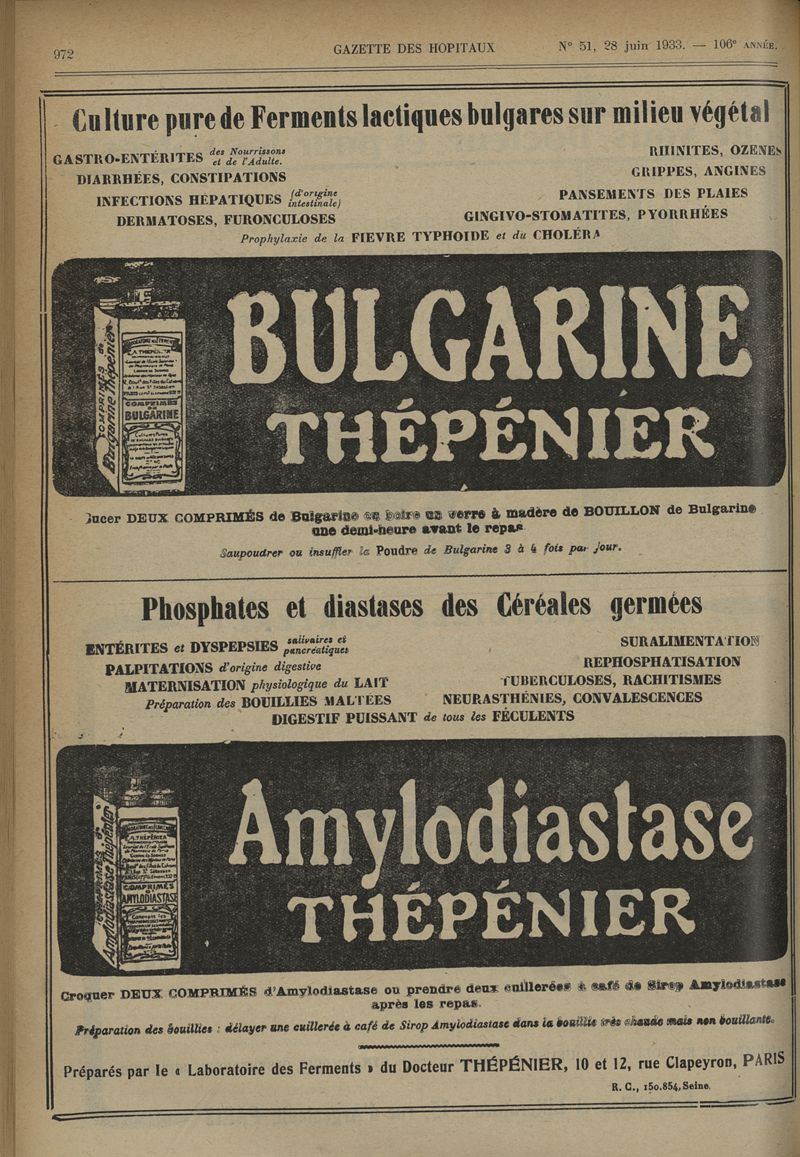 972
GAZETTE DES HOPITAUX
N° 51, 28 juin 1933. — 106e ANNÉE.
Culture pure de Ferments lactiques bulgares sur milieu végétal
GASTRO-ENTÉRITES des Nourrissons et de l'Adulte.
DIARRHÉES, CONSTIPATIONS
INFECTIONS HÉPATIQUES (d'origine intestinale)
DERMATOSES, FURONCULOSES
RHINITES, OZENES
GRIPPES, ANGINES
PANSEMENTS DES PLAIES
GINGIVO-STOMATITES, PYORRHÉES
Prophylaxie de la FIEVRE TYPHOIDE et du CHOLÉRA
COMPRIMÉS de
Bulgarine Thépénier
COMPRIMÉS
BULGARINE
BULGARINE
THÉPÉNIER
Sucer DEUX COMPRIMÉS de Bulgarine ou boire un verre à madère de BOUILLON de Bulgarine
une demi-heure avant le repas
Saupoudrer ou insuffler la Poudre de Bulgarine 3 à 4 fois par jour.
Phosphates et diastases des Céréales germées
ENTÉRITES et DYSPEPSIES salivaires et pancréatiques
PALPITATIONS d'origine digestive
MATERNISATION physiologique du LAIT
Préparation des BOUILLIES MALTÉES
SURALIMENTATION
REPHOSPHATISATION
TUBERCULOSES, RACHITISMES
NEURASTHÉNIES, CONVALESCENCES
DIGESTIF PUISSANT de tous les FÉCULENTS
COMPRIMÉS d'
Amylodiastase Thépénier
A. THÉPÉNIER
COMPRIMÉS
AMYLODIASTASE
Amylodiastase
THÉPÉNIER
Croquer DEUX COMPRIMÉS d'Amylodiastase ou prendre deux cuillerées à café de Sirop Amylodiastase
après les repas.
Préparation des bouillies : délayer une cuillerée à café de Sirop Amylodiastase dans la bouillie très chaude mais non bouillante.
Préparés par le « Laboratoire des Ferments » du Docteur THÉPÉNIER, 10 et 12, rue Clapeyron, PARIS
R. C., 150.854, Seine.